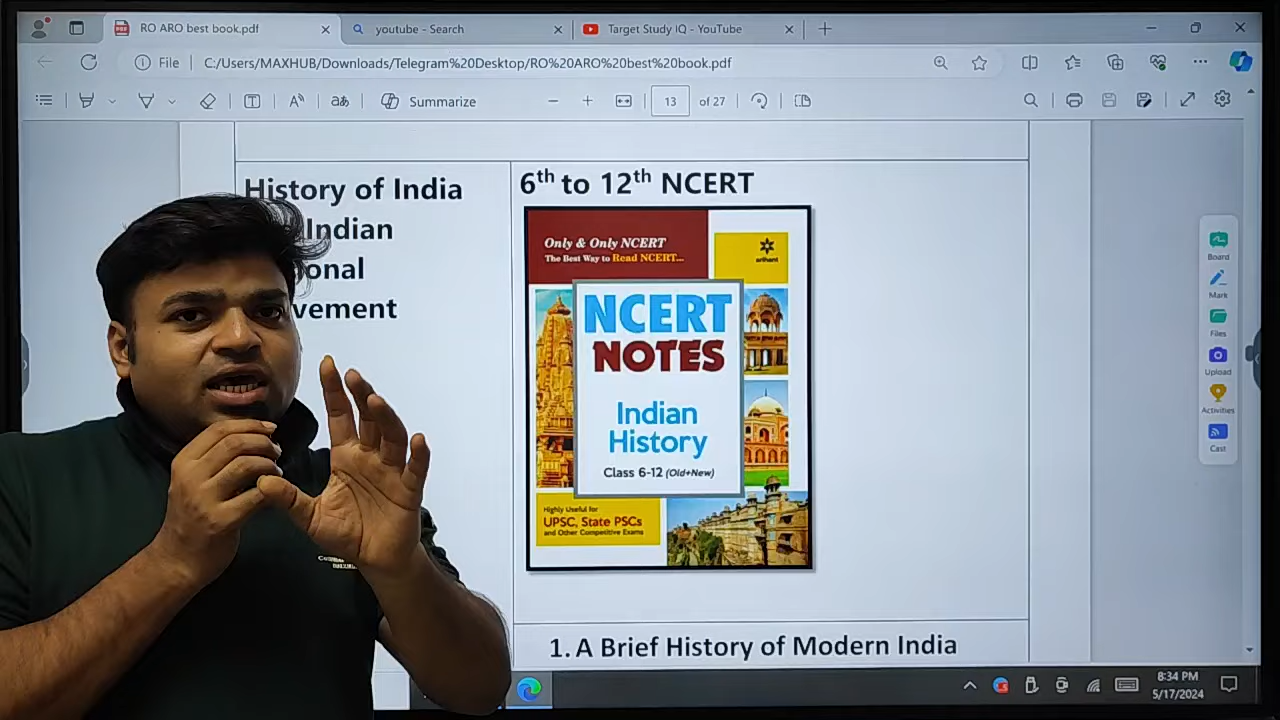 RO ARO best book.pdf
youtube - Search
Target Study IQ - YouTube
File
C:/Users/MAXHUB/Downloads/Telegram%20Desktop/RO%20ARO%20best%20book.pdf
Summarize
13
of 27
History of India
Indian
onal
vement
6th to 12th NCERT
Only & Only NCERT
The Best Way to Read NCERT...
arihant
NCERT
NOTES
Indian
History
Class 6-12 (Old+New)
Highly Useful for
UPSC, State PSCs
and Other Competitive Exams
1. A Brief History of Modern India
Board
Mark
Files
Upload
Activities
Cast
8:34 PM
5/17/2024